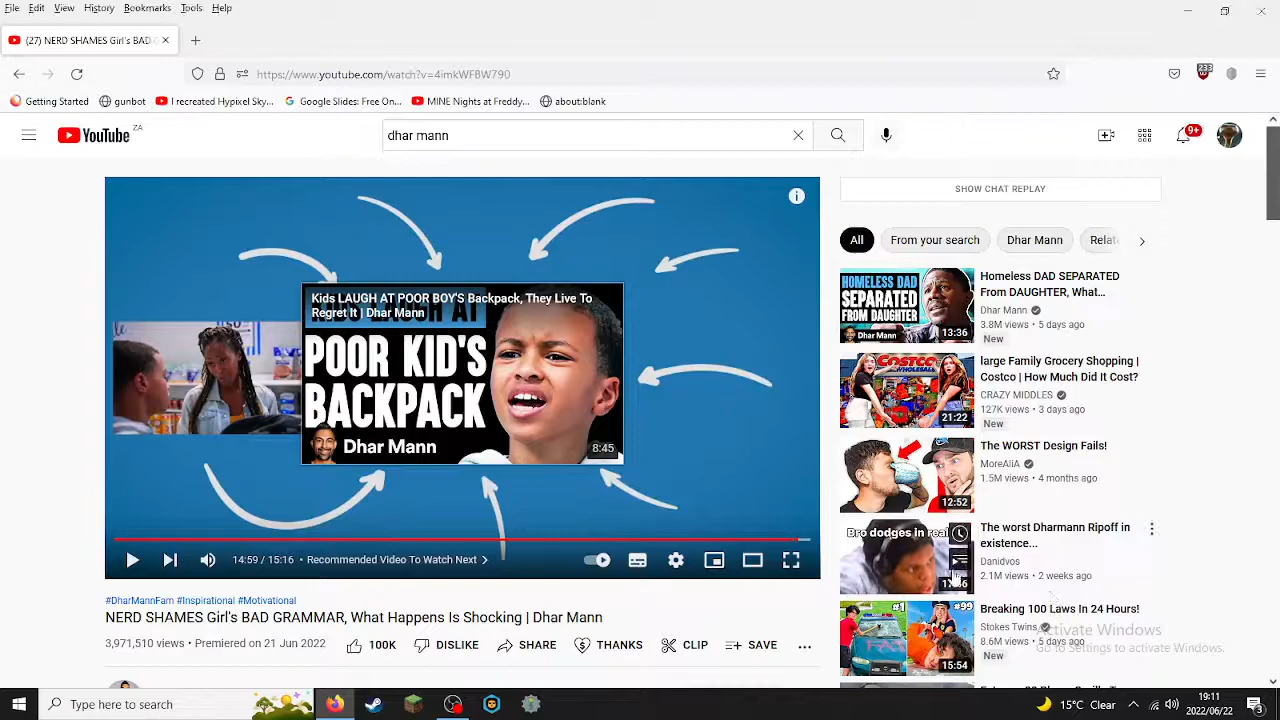 File Edit View History Bookmarks Tools Help
(27) NERD SHAMES Girl's BAD G
https://www.youtube.com/watch?v=4imkWFBW790
233
Getting Started gunbot I recreated Hypixel Sky... Google Slides: Free On... MINE Nights at Freddy... about:blank
YouTube ZA
dhar mann
9+
Kids LAUGH AT POOR BOY'S Backpack, They Live To
Regret It | Dhar Mann
POOR KID'S
BACKPACK
Dhar Mann
8:45
14:59 / 15:16 • Recommended Video To Watch Next
#DharMannFam #Inspirational #Motivational
NERD SHAMES Girl's BAD GRAMMAR, What Happens Is Shocking | Dhar Mann
3,971,510 views • Premiered on 21 Jun 2022
100K DISLIKE SHARE THANKS CLIP SAVE
SHOW CHAT REPLAY
All From your search Dhar Mann Relat
HOMELESS DAD
SEPARATED
FROM DAUGHTER
Dhar Mann
13:36
Homeless DAD SEPARATED
From DAUGHTER, What...
Dhar Mann
3.8M views • 5 days ago
New
COSTCO
WHOLESALE
21:22
large Family Grocery Shopping |
Costco | How Much Did It Cost?
CRAZY MIDDLES
127K views • 3 days ago
New
12:52
The WORST Design Fails!
MoreAliA
1.5M views • 4 months ago
Bro dodges in real
The worst Dharmann Ripoff in
existence...
Danidvos
2.1M views • 2 weeks ago
#1 #99
15:54
Breaking 100 Laws In 24 Hours!
Stokes Twins
8.6M views • 5 days ago
New
Activate Windows
Go to Settings to activate Windows.
Type here to search
15°C Clear
19:11
2022/06/22
3